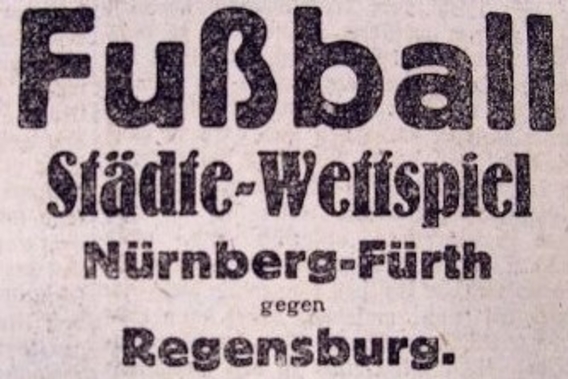 Fußball
Städte-Wettspiel
Nürnberg-Fürth
gegen
Regensburg.